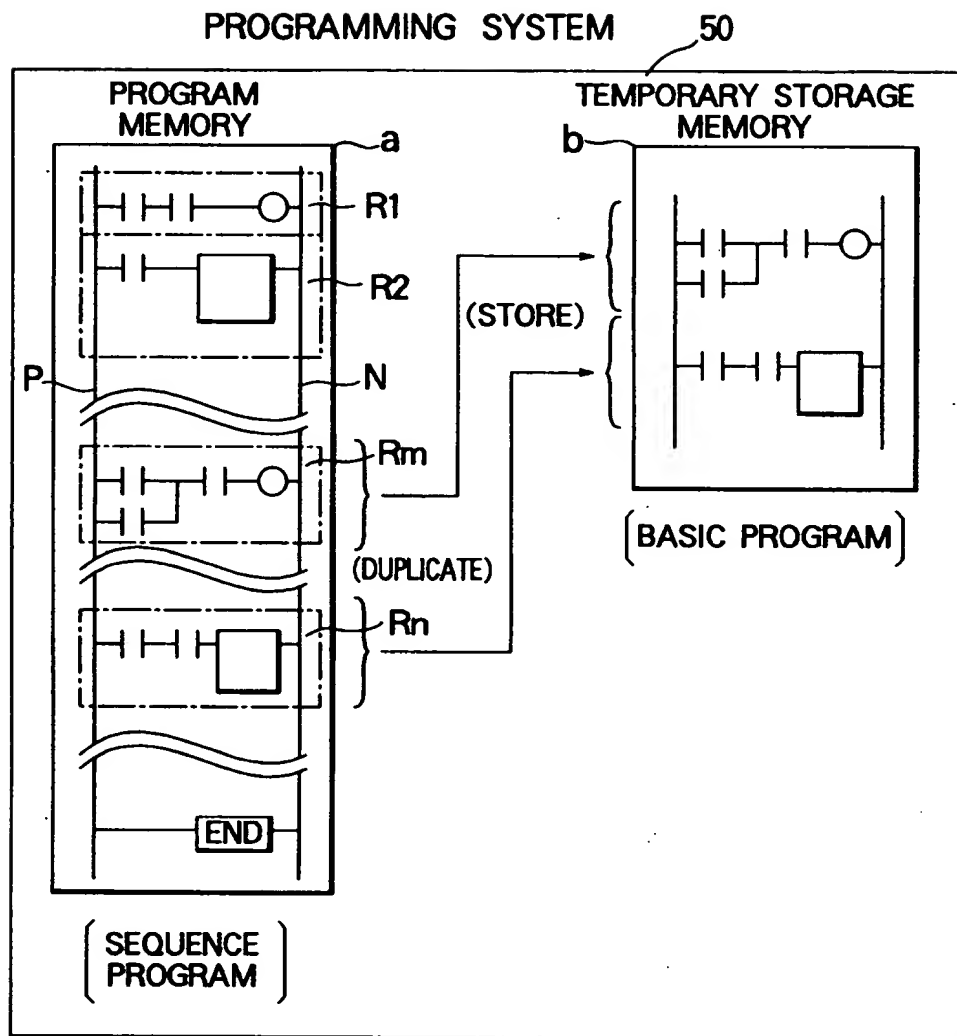 PROGRAMMING SYSTEM
50
PROGRAM
MEMORY
a
TEMPORARY STORAGE
MEMORY
b
R1
R2
(STORE)
P
N
Rm
(DUPLICATE)
[BASIC PROGRAM]
Rn
END
[SEQUENCE
PROGRAM]